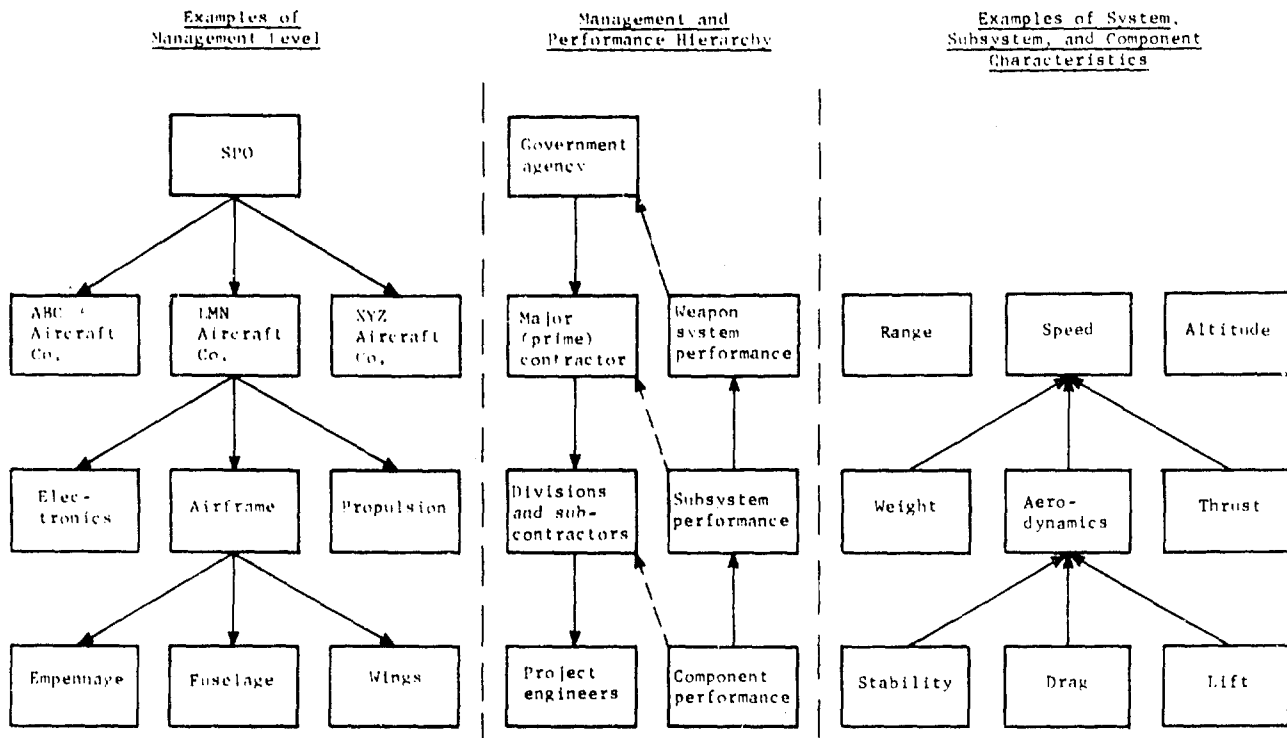 Examples of
Management Level
Management and
Performance Hierarchy
Examples of System,
Subsystem, and Component
Characteristics
SPO
Government
agency
ABC
Aircraft
Co.
LMN
Aircraft
Co.
XYZ
Aircraft
Co.
Major
(prime)
contractor
Weapon
system
performance
Range
Speed
Altitude
Elec-
tronics
Airframe
Propulsion
Divisions
and sub-
contractors
Subsystem
performance
Weight
Aero-
dynamics
Thrust
Empennage
Fuselage
Wings
Project
engineers
Component
performance
Stability
Drag
Lift